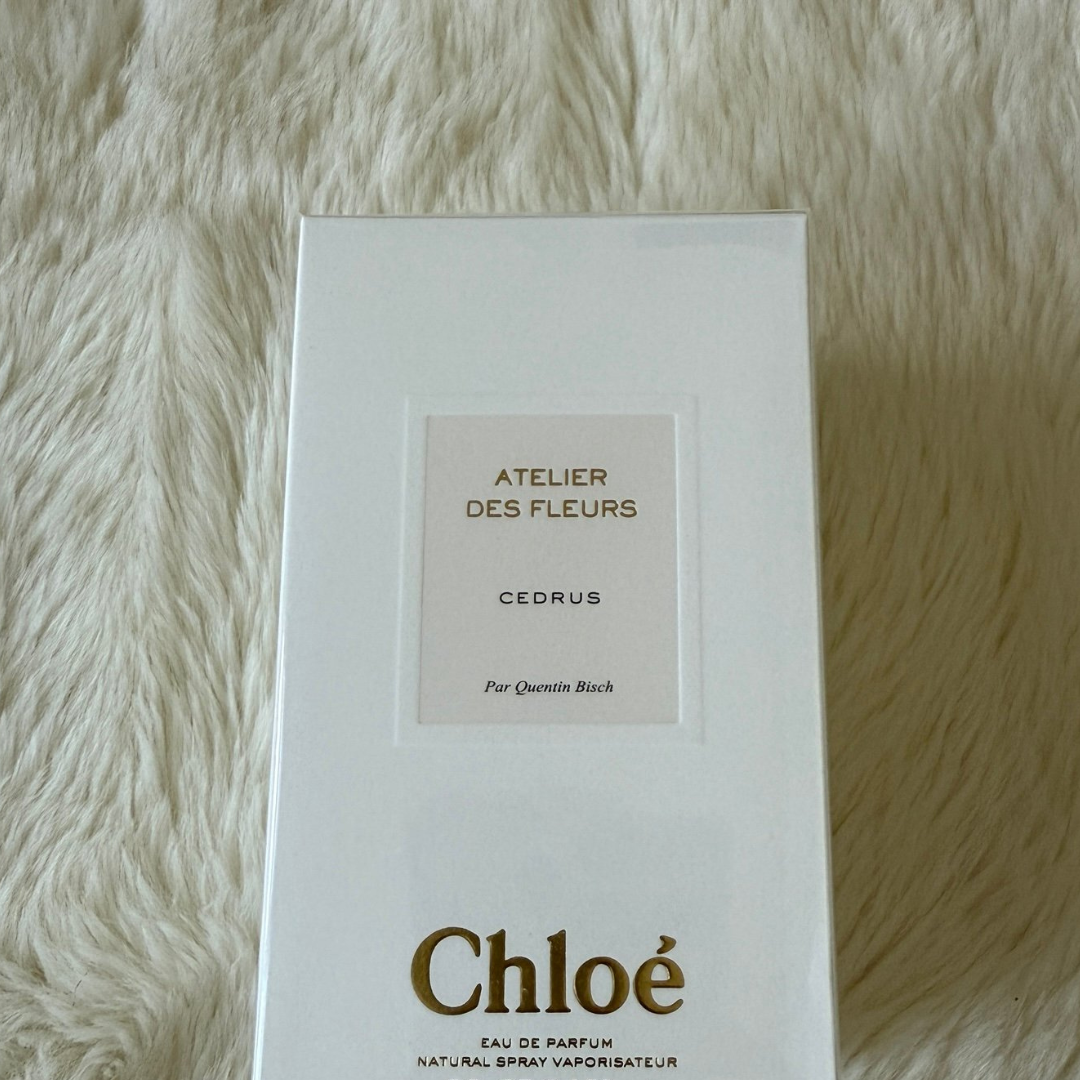 ATELIER
DES FLEURS
CEDRUS
Par Quentin Bisch
Chloé
EAU DE PARFUM
NATURAL SPRAY VAPORISATEUR